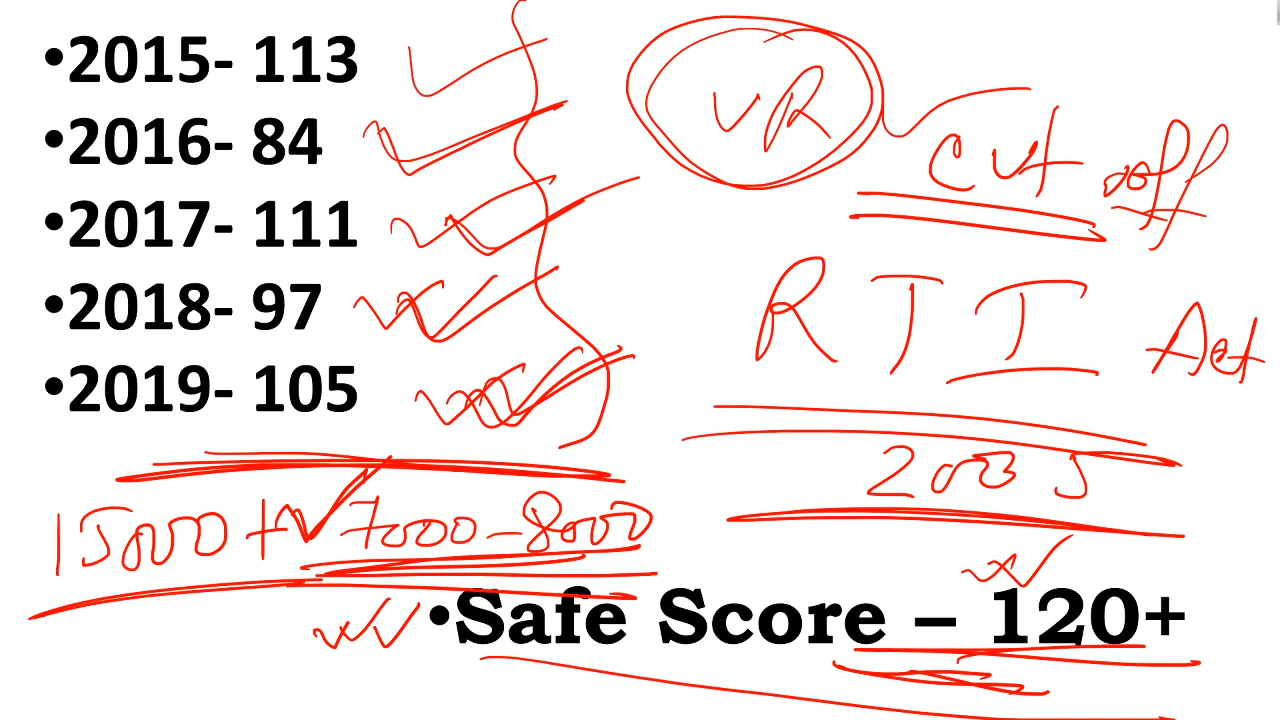 •2015- 113
•2016- 84
•2017- 111
•2018- 97
•2019- 105
VR
Cut off
RTI Act
2005
15000+ 7000-8000
•Safe Score – 120+